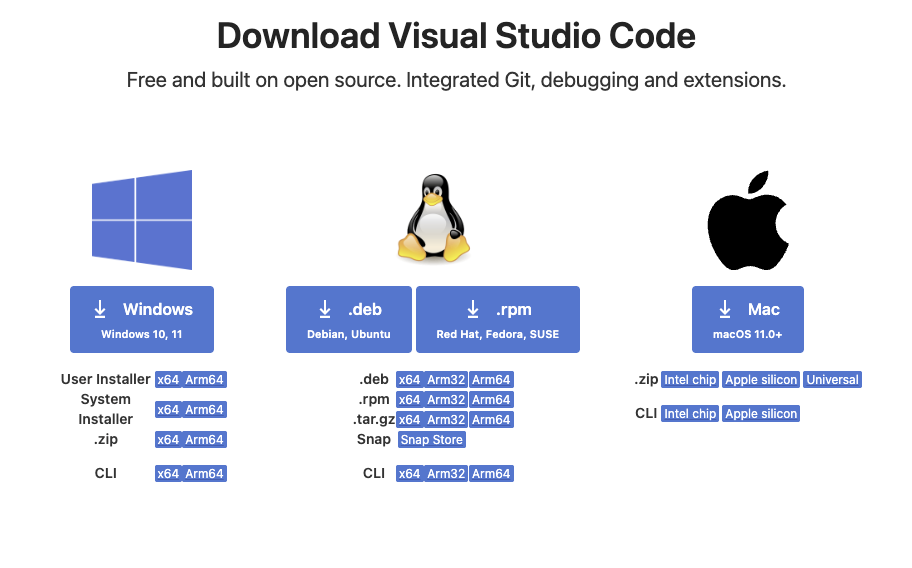 Download Visual Studio Code
Free and built on open source. Integrated Git, debugging and extensions.
Windows
Windows 10, 11
User Installer x64 Arm64
System
Installer x64 Arm64
.zip x64 Arm64
CLI x64 Arm64
.deb
Debian, Ubuntu
.rpm
Red Hat, Fedora, SUSE
.deb x64 Arm32 Arm64
.rpm x64 Arm32 Arm64
.tar.gz x64 Arm32 Arm64
Snap Snap Store
CLI x64 Arm32 Arm64
Mac
macOS 11.0+
.zip Intel chip Apple silicon Universal
CLI Intel chip Apple silicon